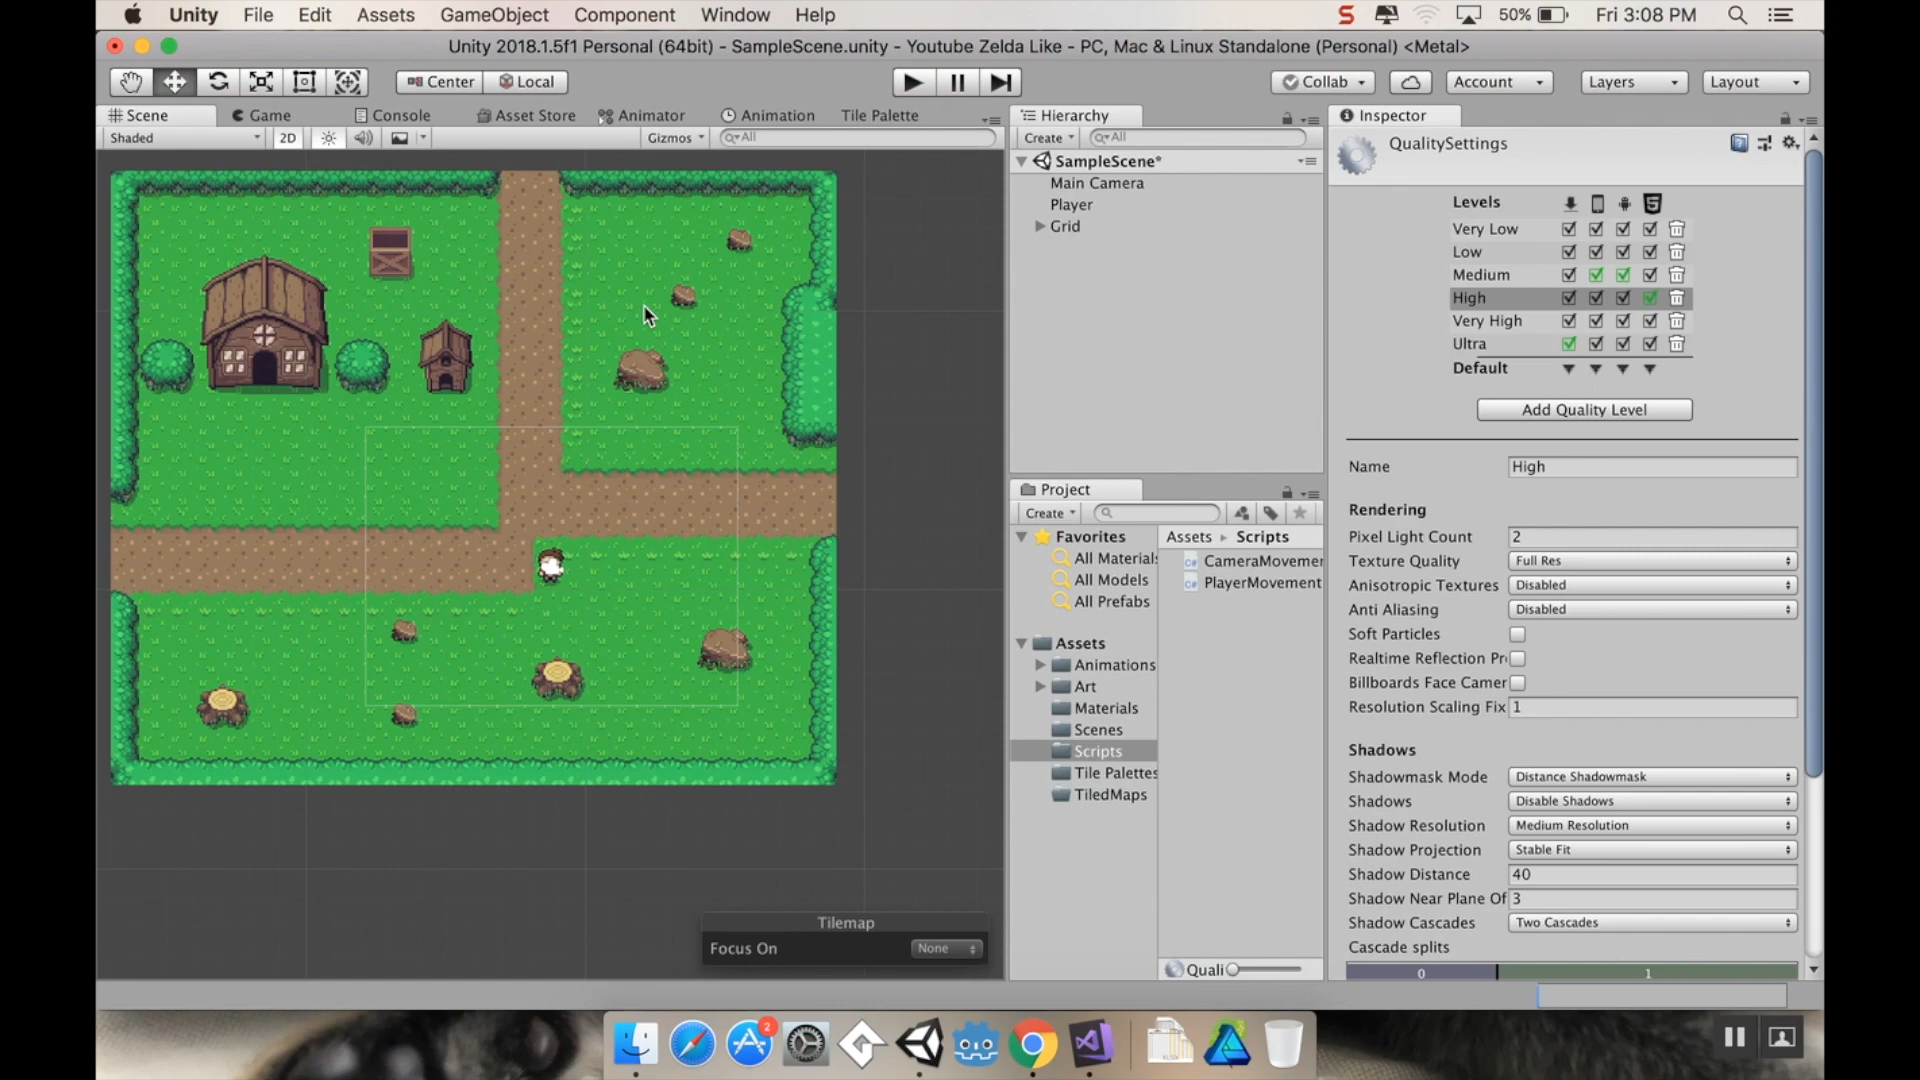 Unity File Edit Assets GameObject Component Window Help 50% Fri 3:08 PM
Unity 2018.1.5f1 Personal (64bit) - SampleScene.unity - Youtube Zelda Like - PC, Mac & Linux Standalone (Personal) <Metal>
Center Local Collab Account Layers Layout
Scene Game Console Asset Store Animator Animation Tile Palette
Shaded 2D Gizmos All
Hierarchy
Create All
SampleScene*
Main Camera
Player
Grid
Project
Create
Favorites
All Materials
All Models
All Prefabs
Assets
Animations
Art
Materials
Scenes
Scripts
Tile Palettes
TiledMaps
Assets Scripts
CameraMovemer
PlayerMovement
Quali
Inspector
QualitySettings
Levels
Very Low
Low
Medium
High
Very High
Ultra
Default
Add Quality Level
Name High
Rendering
Pixel Light Count 2
Texture Quality Full Res
Anisotropic Textures Disabled
Anti Aliasing Disabled
Soft Particles
Realtime Reflection Pr
Billboards Face Camer
Resolution Scaling Fix 1
Shadows
Shadowmask Mode Distance Shadowmask
Shadows Disable Shadows
Shadow Resolution Medium Resolution
Shadow Projection Stable Fit
Shadow Distance 40
Shadow Near Plane Of 3
Shadow Cascades Two Cascades
Cascade splits
0 1
Tilemap
Focus On None
2
XLSX